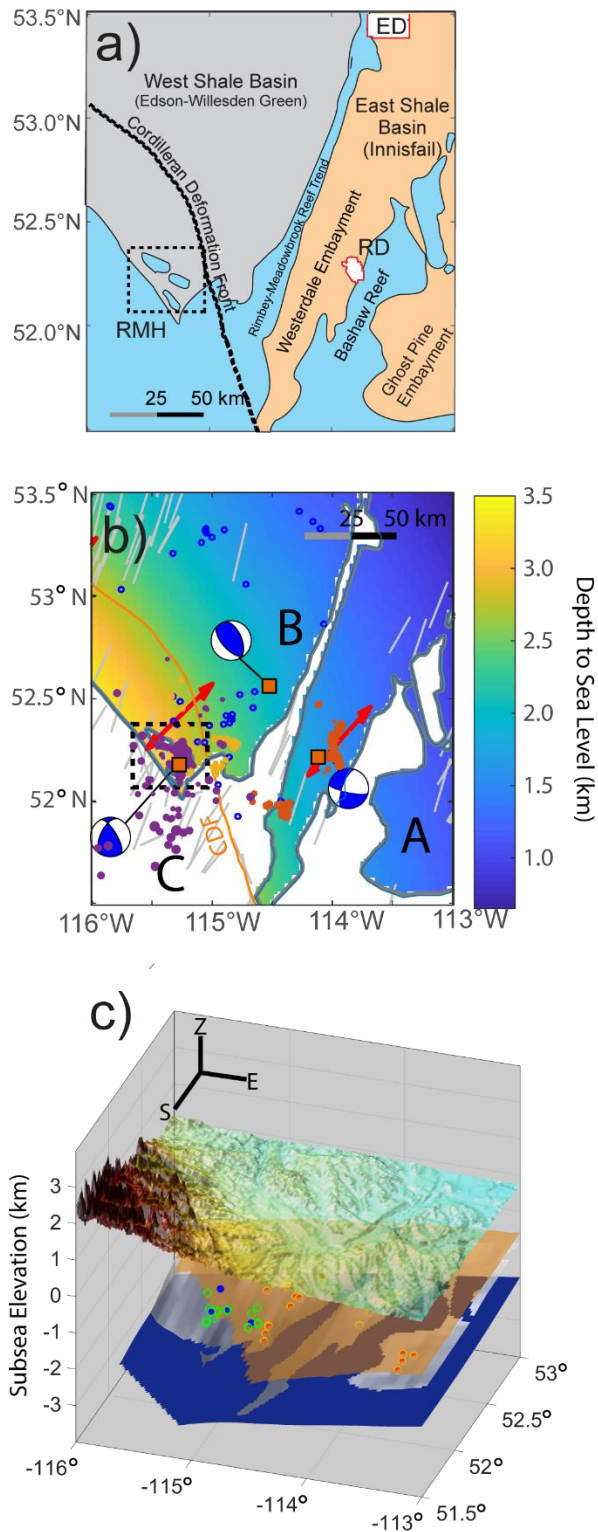 a)
53.5°N
53.0°N
52.5°N
52.0°N
ED
West Shale Basin
(Edson-Willesden Green)
East Shale
Basin
(Innisfail)
Cordilleran Deformation Front
Rimbey-Meadowbrook Reef Trend
Westerdale Embayment
RD
Bashaw Reef
Ghost Pine
Embayment
RMH
25 50 km
b)
53.5°N
53°N
52.5°N
52°N
25 50 km
B
A
C
CDF
116°W 115°W 114°W 113°W
3.5
3.0
2.5
2.0
1.5
1.0
Depth to Sea Level (km)
c)
Z
E
S
Subsea Elevation (km)
3
2
1
0
-1
-2
-3
-116°
-115°
-114°
-113°
51.5°
52°
52.5°
53°